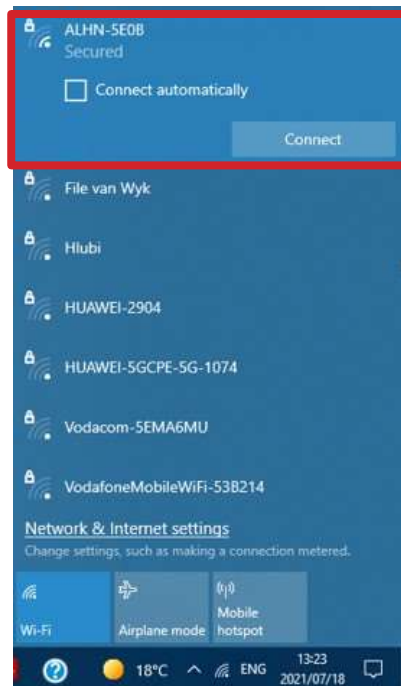 ALHN-5E0B
Secured
Connect automatically
Connect
File van Wyk
Hlubi
HUAWEI-2904
HUAWEI-5GCPE-5G-1074
Vodacom-5EMA6MU
VodafoneMobileWiFi-53B214
Network & Internet settings
Change settings, such as making a connection metered.
Wi-Fi
Airplane mode
Mobile hotspot
18°C
ENG
13:23
2021/07/18